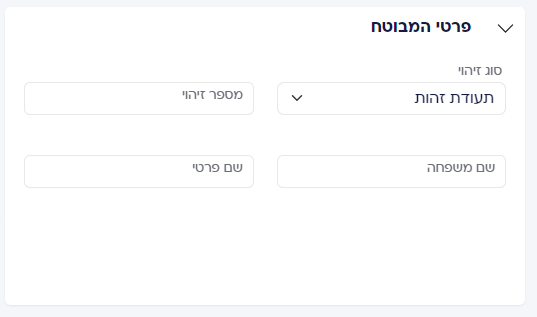 פרטי המבוטח
סוג זיהוי
תעודת זהות
מספר זיהוי
שם משפחה
שם פרטי